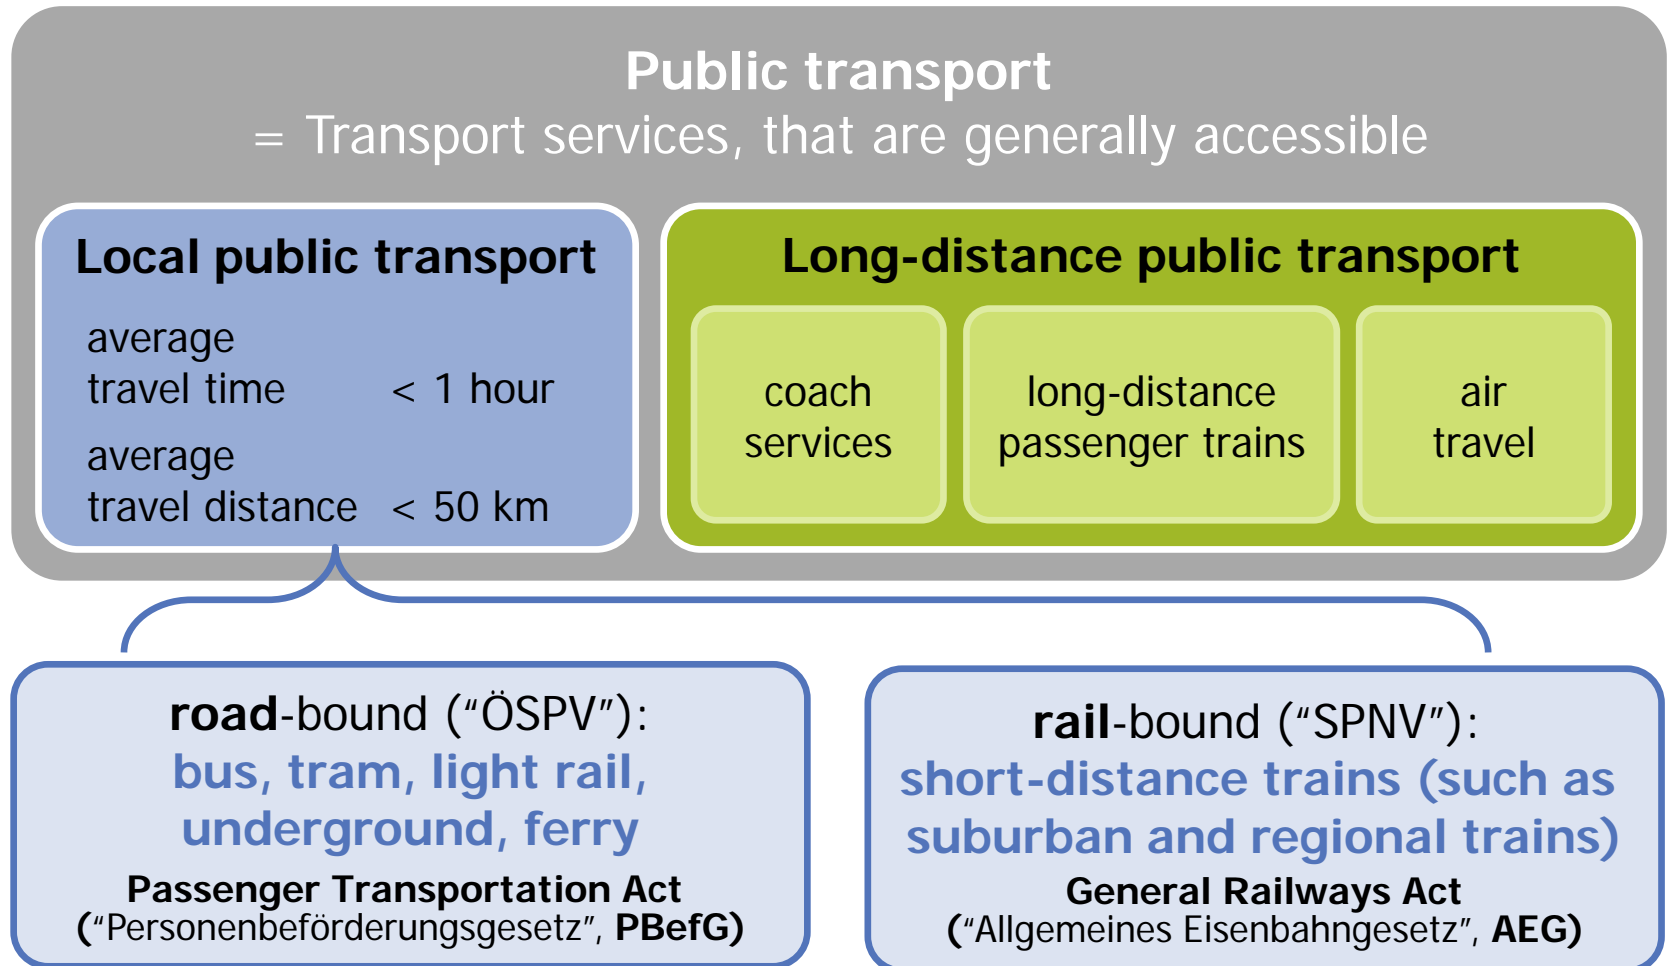 Public transport
= Transport services, that are generally accessible
Local public transport
average
travel time < 1 hour
average
travel distance < 50 km
Long-distance public transport
coach
services
long-distance
passenger trains
air
travel
road-bound (“ÖSPV”):
bus, tram, light rail,
underground, ferry
Passenger Transportation Act
(“Personenbeförderungsgesetz”, PBefG)
rail-bound (“SPNV”):
short-distance trains (such as
suburban and regional trains)
General Railways Act
(“Allgemeines Eisenbahngesetz”, AEG)